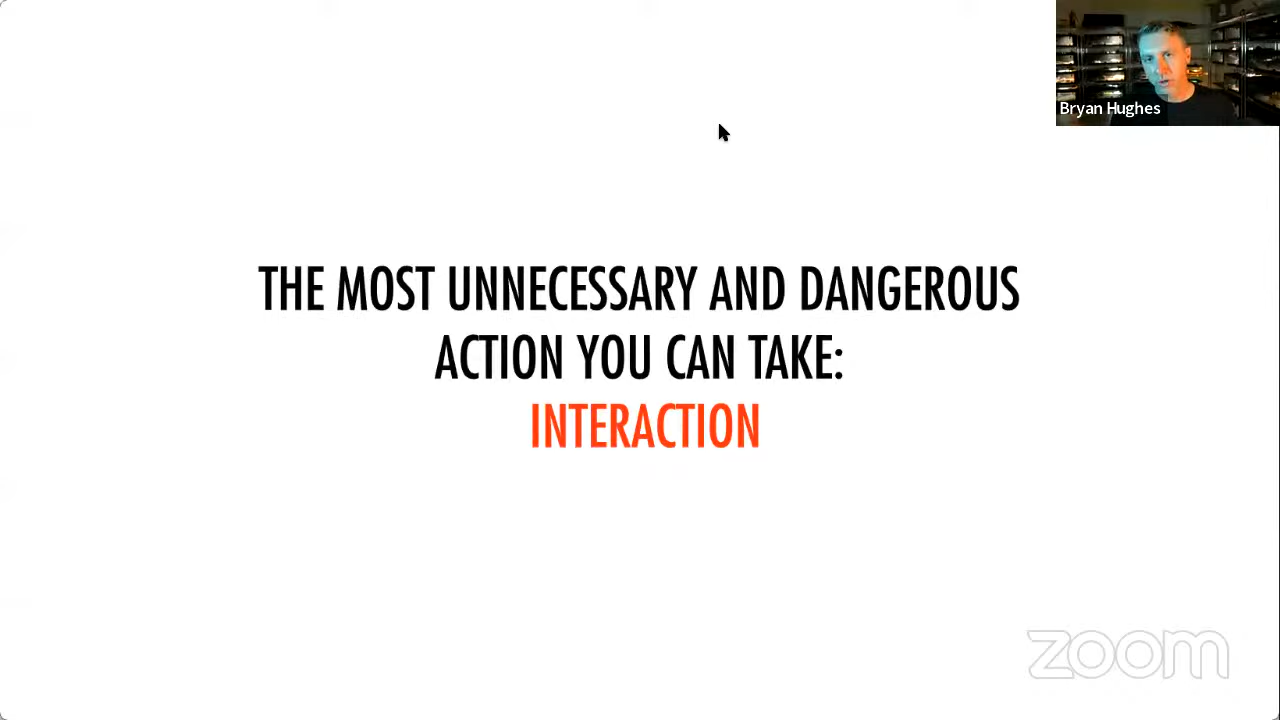 Bryan Hughes
THE MOST UNNECESSARY AND DANGEROUS
ACTION YOU CAN TAKE:
INTERACTION
zoom